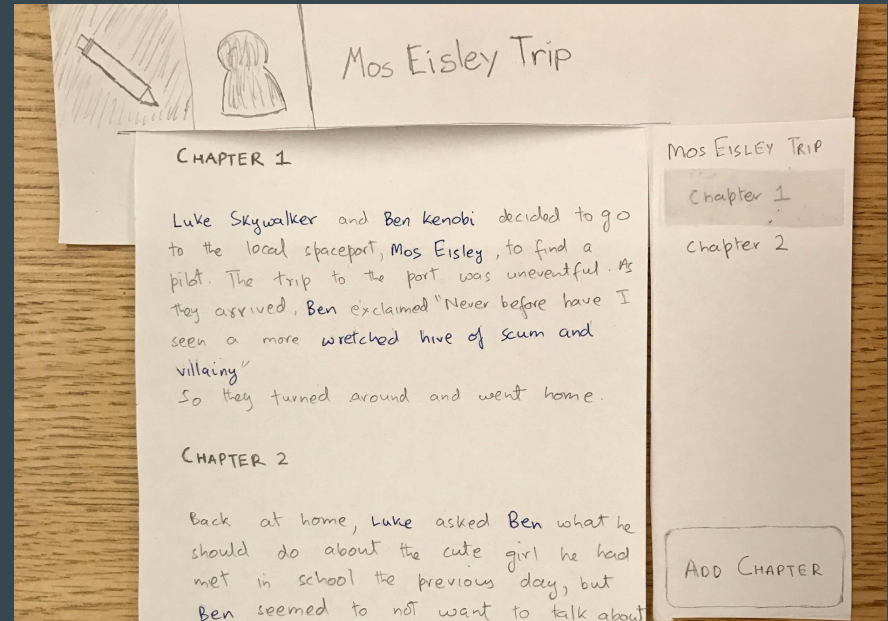 Mos Eisley Trip
CHAPTER 1
Luke Skywalker and Ben Kenobi decided to go
to the local spaceport, Mos Eisley, to find a
pilot. The trip to the port was uneventful. As
they arrived, Ben exclaimed "Never before have I
seen a more wretched hive of scum and
villainy"
So they turned around and went home.
CHAPTER 2
Back at home, Luke asked Ben what he
should do about the cute girl he had
met in school the previous day, but
Ben seemed to not want to talk about
MOS EISLEY TRIP
Chapter 1
Chapter 2
ADD CHAPTER